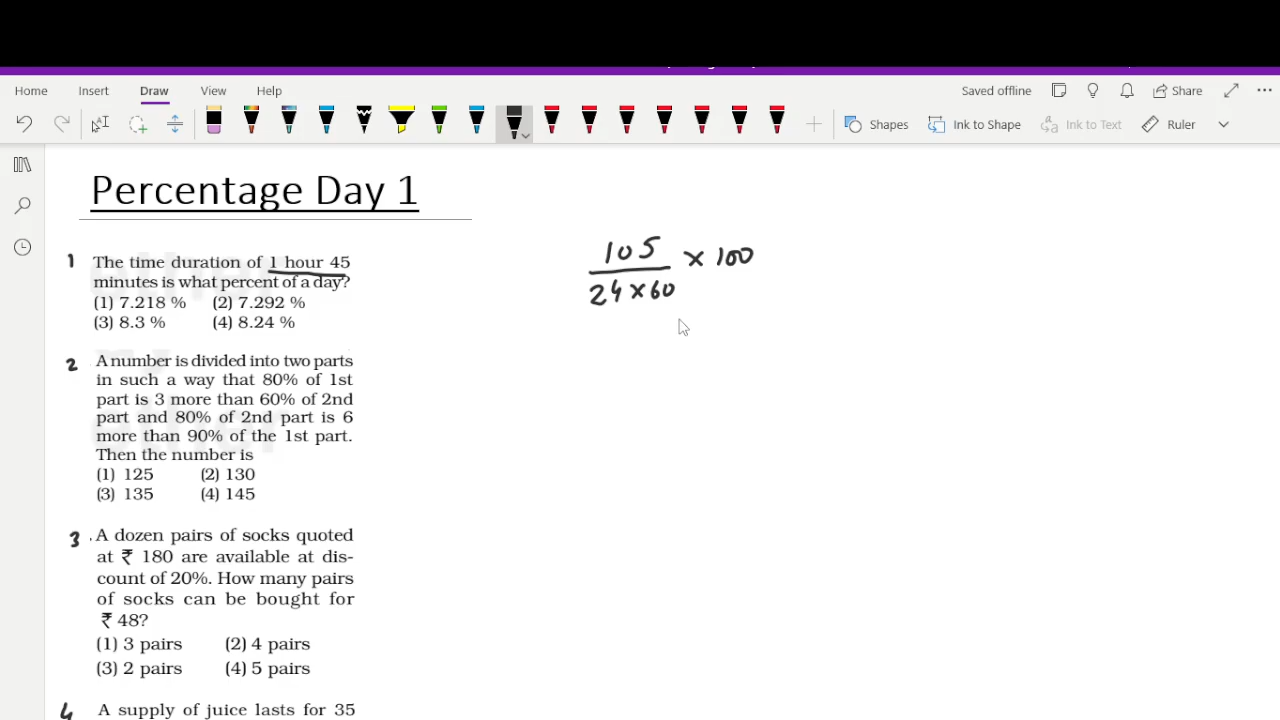 Home Insert Draw View Help Saved offline Share
Shapes Ink to Shape Ink to Text Ruler
Percentage Day 1
1 The time duration of 1 hour 45
minutes is what percent of a day?
(1) 7.218 % (2) 7.292 %
(3) 8.3 % (4) 8.24 %
105
24 × 60
× 100
2 A number is divided into two parts
in such a way that 80% of 1st
part is 3 more than 60% of 2nd
part and 80% of 2nd part is 6
more than 90% of the 1st part.
Then the number is
(1) 125 (2) 130
(3) 135 (4) 145
3 . A dozen pairs of socks quoted
at ₹ 180 are available at dis-
count of 20%. How many pairs
of socks can be bought for
₹ 48?
(1) 3 pairs (2) 4 pairs
(3) 2 pairs (4) 5 pairs
4 A supply of juice lasts for 35